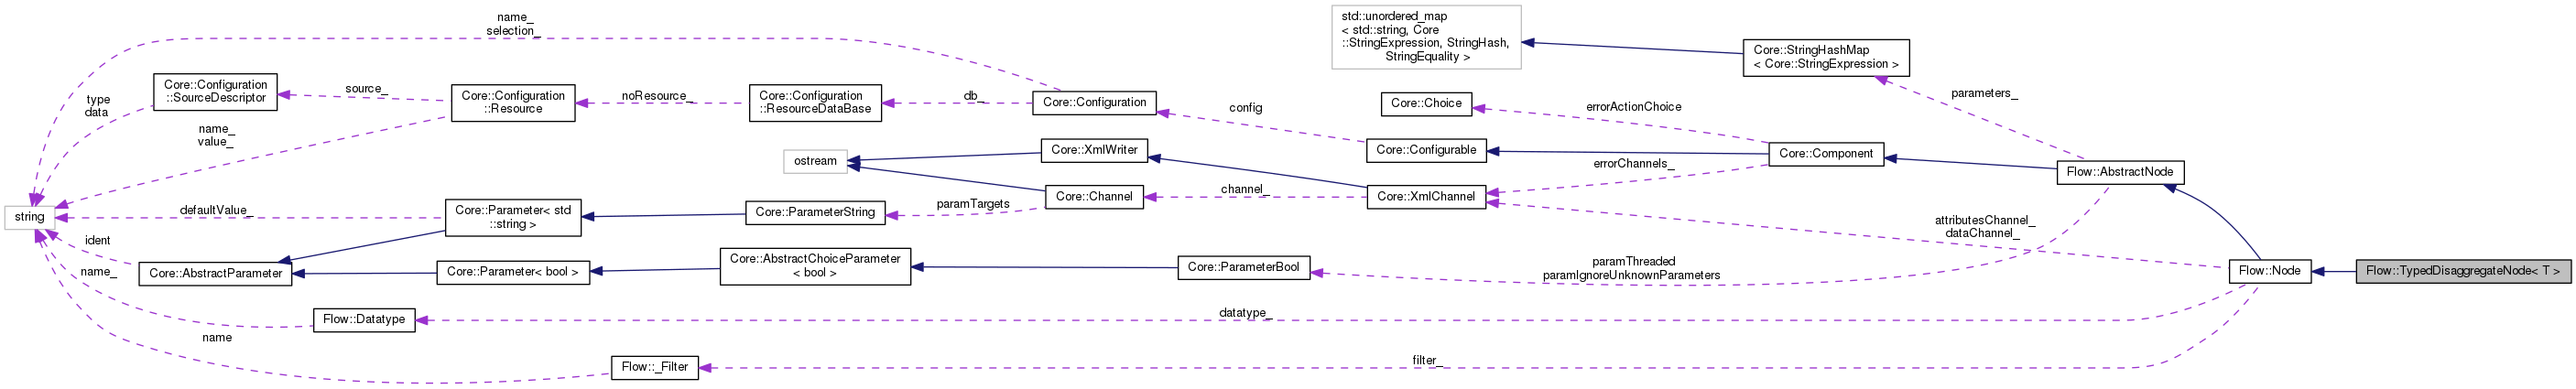 name_
selection_
std::unordered_map
< std::string, Core
::StringExpression, StringHash,
StringEquality >
Core::StringHashMap
< Core::StringExpression >
Core::Configuration
::SourceDescriptor
source_
Core::Configuration
::Resource
noResource_
Core::Configuration
::ResourceDataBase
db_
Core::Configuration
config
Core::Choice
errorActionChoice
parameters_
type
data
name_
value_
ostream
Core::XmlWriter
Core::Configurable
Core::Component
errorChannels_
Flow::AbstractNode
string
defaultValue_
Core::Parameter< std
::string >
Core::ParameterString
paramTargets
Core::Channel
channel_
Core::XmlChannel
attributesChannel_
dataChannel_
ident
name_
Core::AbstractParameter
Core::Parameter< bool >
Core::AbstractChoiceParameter
< bool >
Core::ParameterBool
paramThreaded
paramIgnoreUnknownParameters
Flow::Node
Flow::TypedDisaggregateNode< T >
Flow::Datatype
datatype_
name
Flow::_Filter
filter_